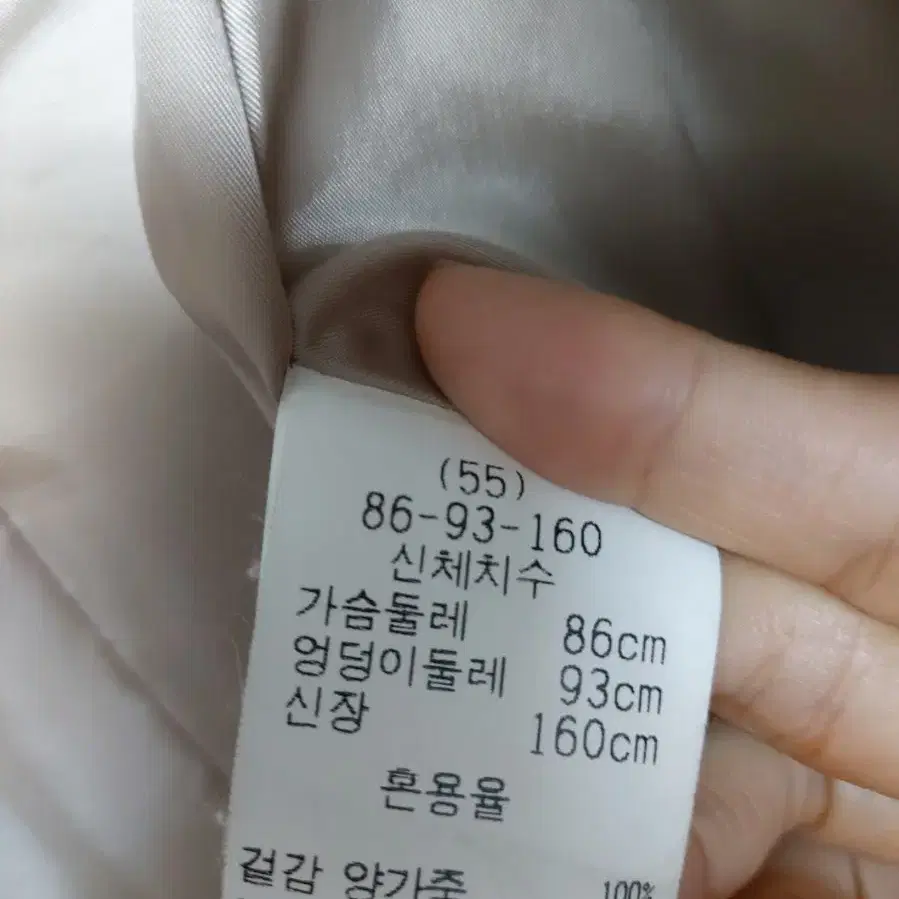 (55)
86-93-160
신체치수
가슴둘레 86cm
엉덩이둘레 93cm
신장 160cm
혼용율
겉감 양가죽 100%